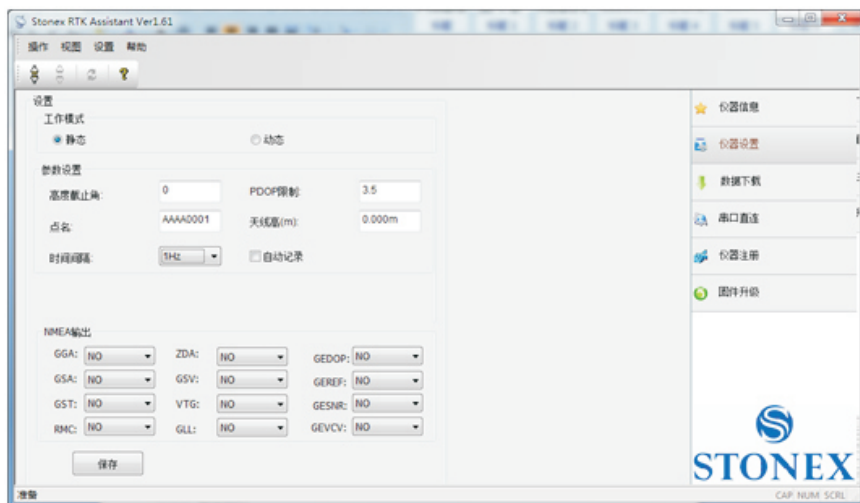 Stonex RTK Assistant Ver1.61
操作 视图 设置 帮助
设置
工作模式
静态 动态
参数设置
高度截止角: 0 PDOP限制: 3.5
点名: AAAA0001 天线高(m): 0.000m
时间间隔: 1Hz 自动记录
NMEA输出
GGA: NO ZDA: NO GEDOP: NO
GSA: NO GSV: NO GEREF: NO
GST: NO VTG: NO GESNR: NO
RMC: NO GLL: NO GEVCV: NO
保存
仪器信息
仪器设置
数据下载
串口直连
仪器注册
固件升级
STONEX
准备 CAP NUM SCRL